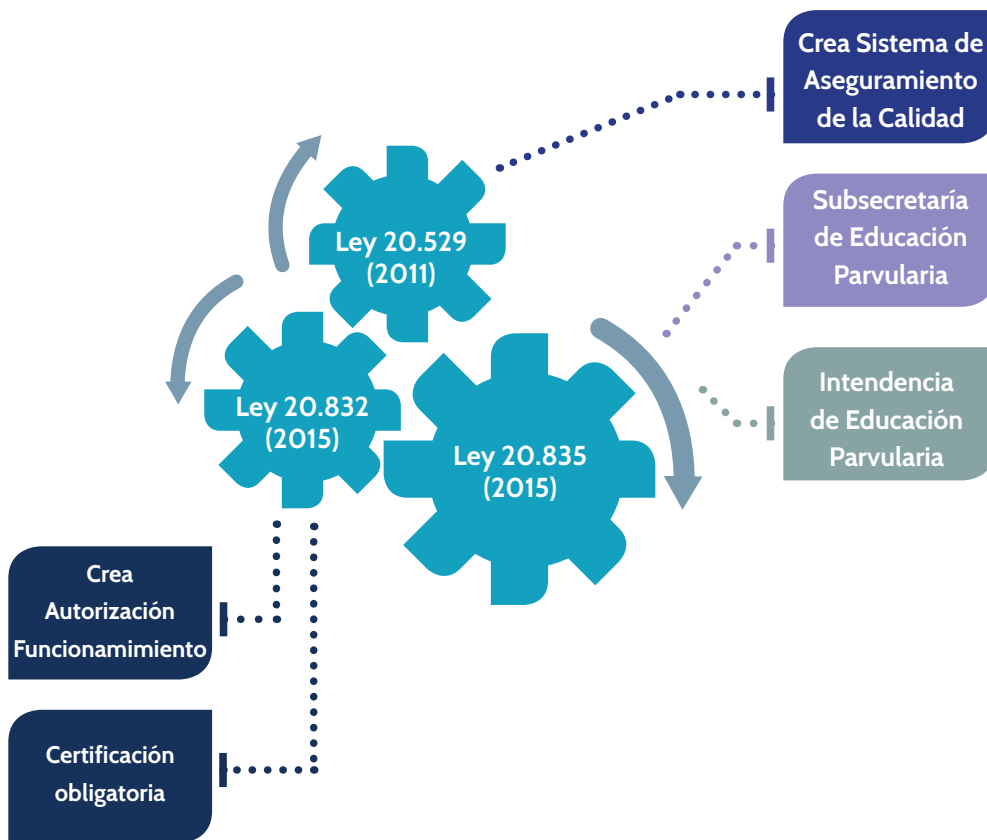 Crea Sistema de
Aseguramiento
de la Calidad
Ley 20.529
(2011)
Subsecretaría
de Educación
Parvularia
Ley 20.832
(2015)
Ley 20.835
(2015)
Intendencia
de Educación
Parvularia
Crea
Autorización
Funcionamimiento
Certificación
obligatoria